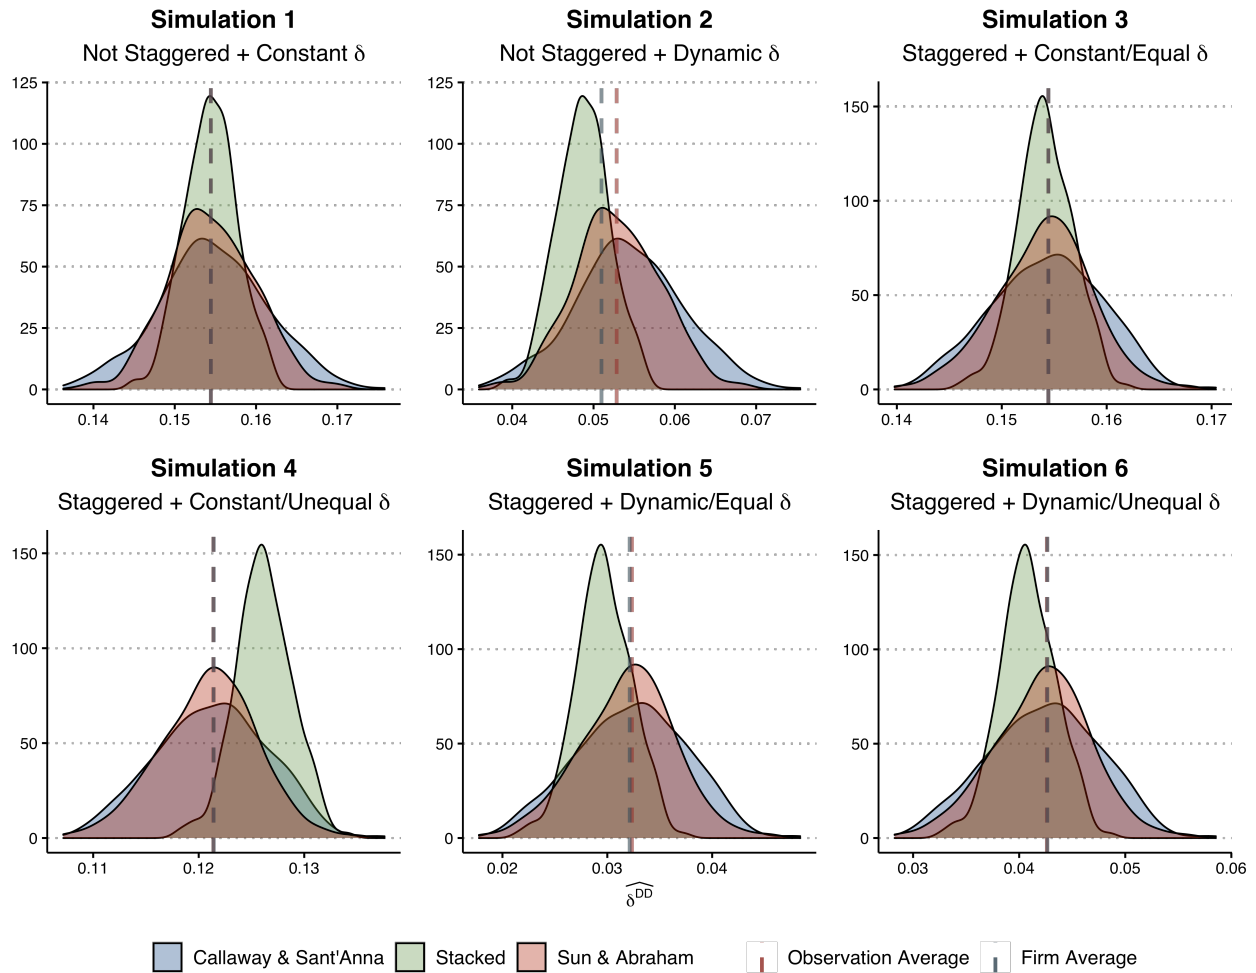 Simulation 1
Not Staggered + Constant δ
125
100
75
50
25
0
0.14 0.15 0.16 0.17
Simulation 2
Not Staggered + Dynamic δ
125
100
75
50
25
0
0.04 0.05 0.06 0.07
Simulation 3
Staggered + Constant/Equal δ
150
100
50
0
0.14 0.15 0.16 0.17
Simulation 4
Staggered + Constant/Unequal δ
150
100
50
0
0.11 0.12 0.13
Simulation 5
Staggered + Dynamic/Equal δ
150
100
50
0
0.02 0.03 0.04
Simulation 6
Staggered + Dynamic/Unequal δ
150
100
50
0
0.03 0.04 0.05 0.06
\widehat{δ^{DD}}
Callaway & Sant'Anna Stacked Sun & Abraham Observation Average Firm Average